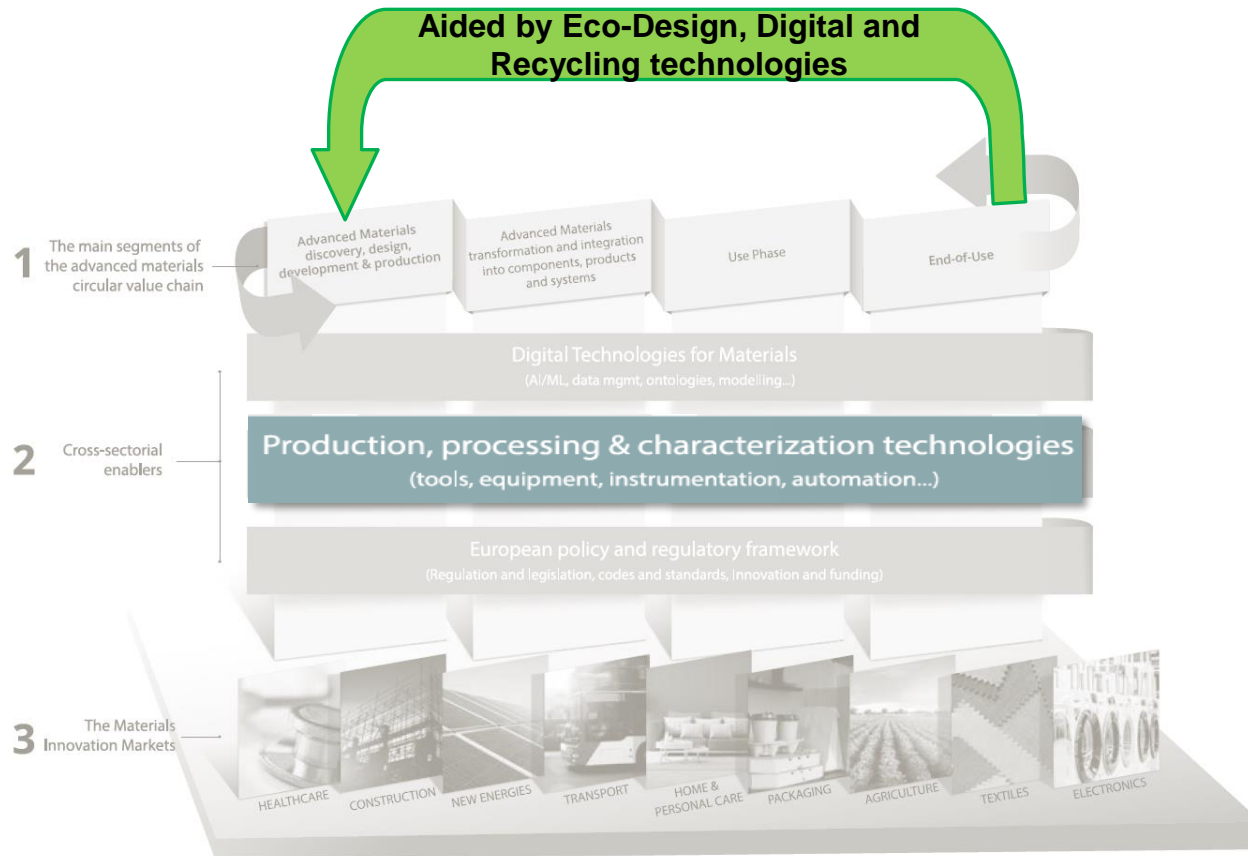 Aided by Eco-Design, Digital and
Recycling technologies
1
The main segments of
the advanced materials
circular value chain
Advanced Materials
discovery, design,
development & production
Advanced Materials
transformation and integration
into components, products
and systems
Use Phase
End-of-Use
Digital Technologies for Materials
(AI/ML, data mgmt, ontologies, modelling...)
2
Cross-sectorial
enablers
Production, processing & characterization technologies
(tools, equipment, instrumentation, automation...)
European policy and regulatory framework
(Regulation and legislation, codes and standards, innovation and funding)
3
The Materials
Innovation Markets
HEALTHCARE
CONSTRUCTION
NEW ENERGIES
TRANSPORT
HOME &
PERSONAL CARE
PACKAGING
AGRICULTURE
TEXTILES
ELECTRONICS